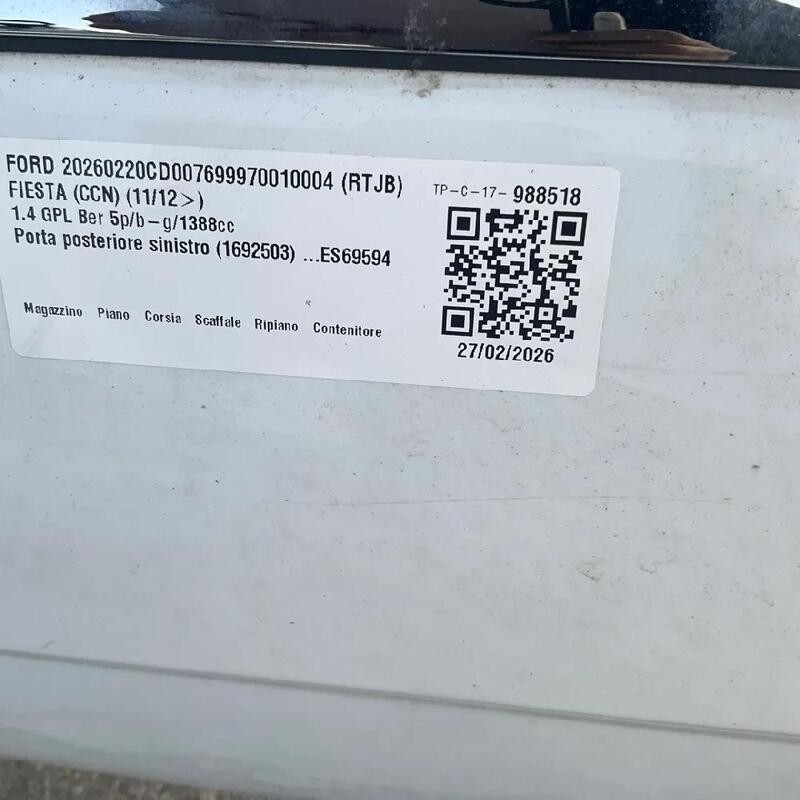 FORD 20260220CD007699970010004 (RTJB)
FIESTA (CCN) (11/12>)
1.4 GPL Ber 5p/b-g/1388cc
Porta posteriore sinistro (1692503) ...ES69594
Magazzino Piano Corsia Scaffale Ripiano Contenitore
TP-C-17-988518
27/02/2026